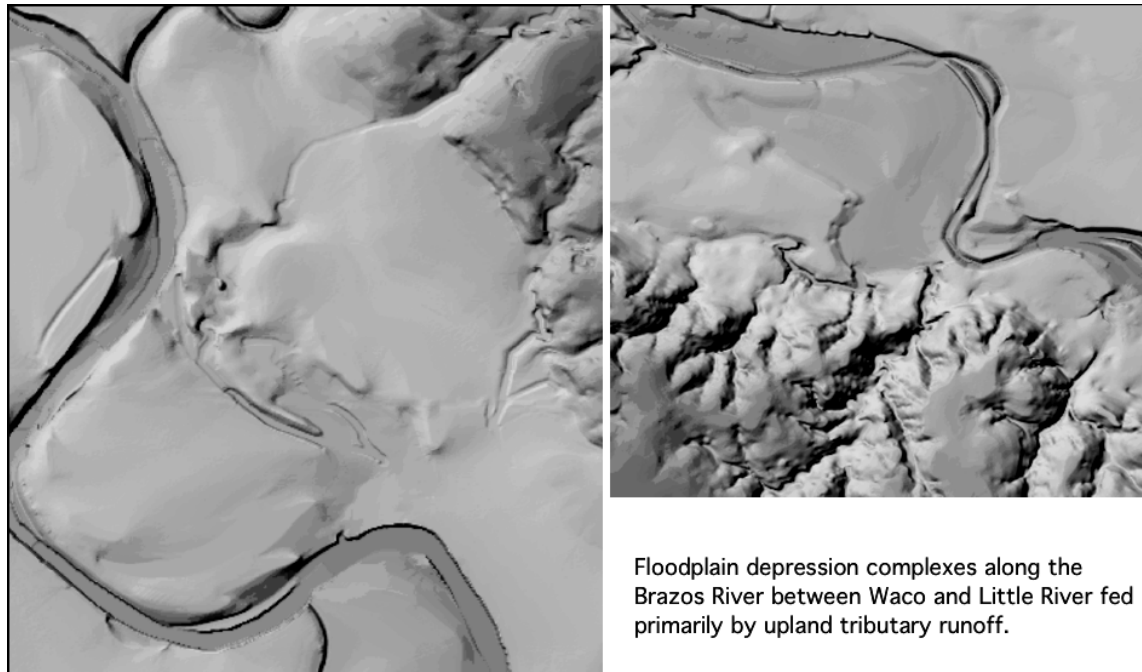 Floodplain depression complexes along the
Brazos River between Waco and Little River fed
primarily by upland tributary runoff.